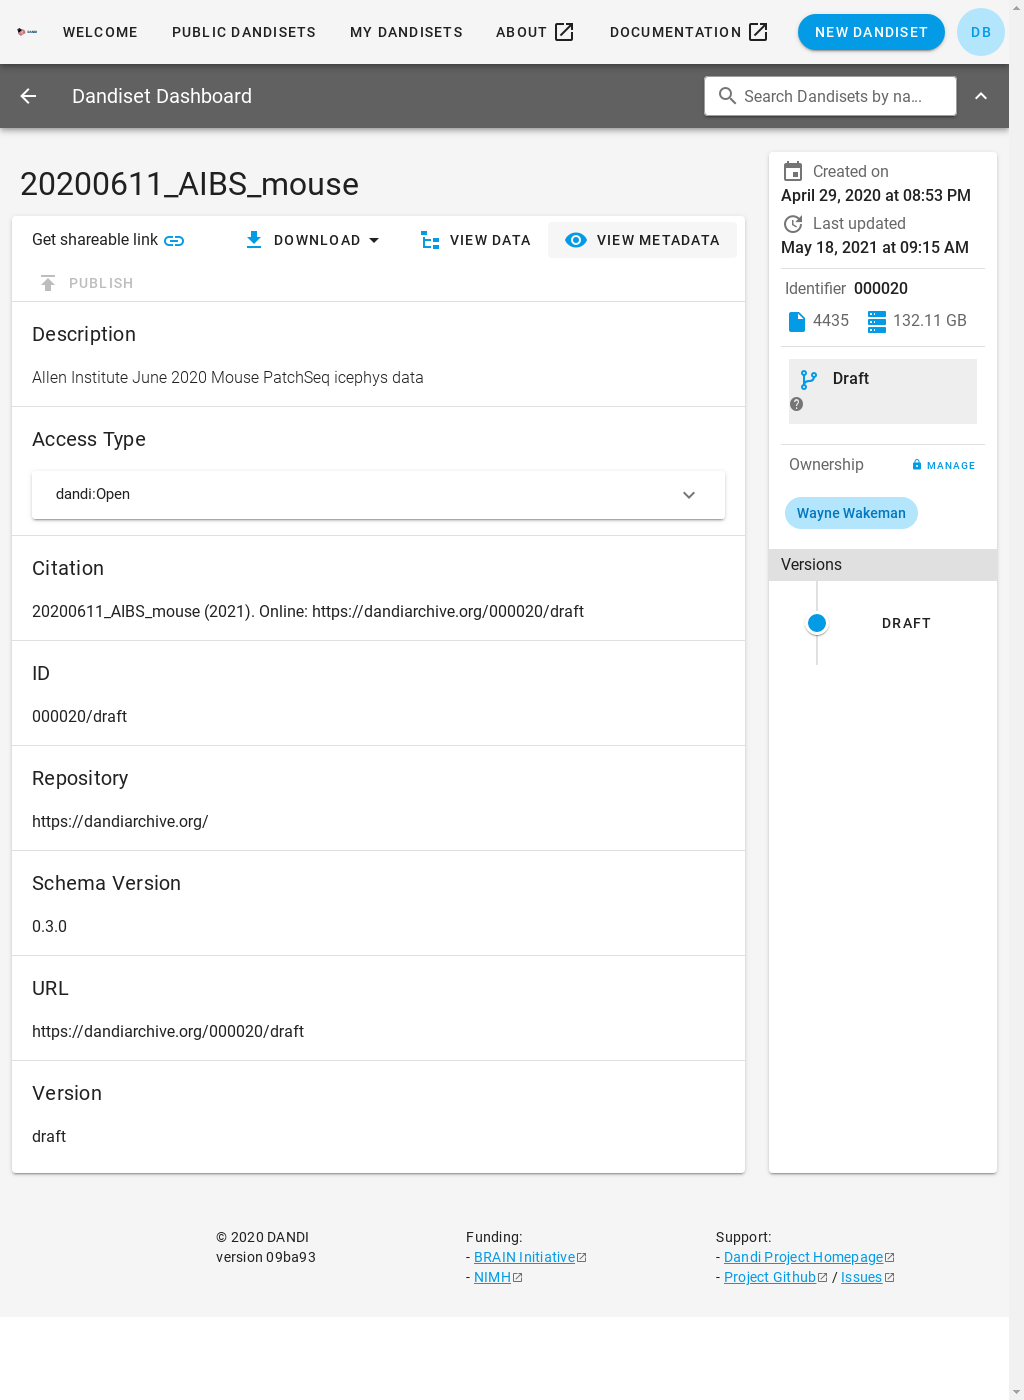 WELCOME PUBLIC DANDISETS MY DANDISETS ABOUT DOCUMENTATION NEW DANDISET DB
Dandiset Dashboard Search Dandisets by na...
20200611_AIBS_mouse
Get shareable link DOWNLOAD VIEW DATA VIEW METADATA
PUBLISH
Description
Allen Institute June 2020 Mouse PatchSeq icephys data
Access Type
dandi:Open
Citation
20200611_AIBS_mouse (2021). Online: https://dandiarchive.org/000020/draft
ID
000020/draft
Repository
https://dandiarchive.org/
Schema Version
0.3.0
URL
https://dandiarchive.org/000020/draft
Version
draft
Created on
April 29, 2020 at 08:53 PM
Last updated
May 18, 2021 at 09:15 AM
Identifier 000020
4435 132.11 GB
Draft
Ownership MANAGE
Wayne Wakeman
Versions
DRAFT
© 2020 DANDI
version 09ba93
Funding:
- BRAIN Initiative
- NIMH
Support:
- Dandi Project Homepage
- Project Github / Issues